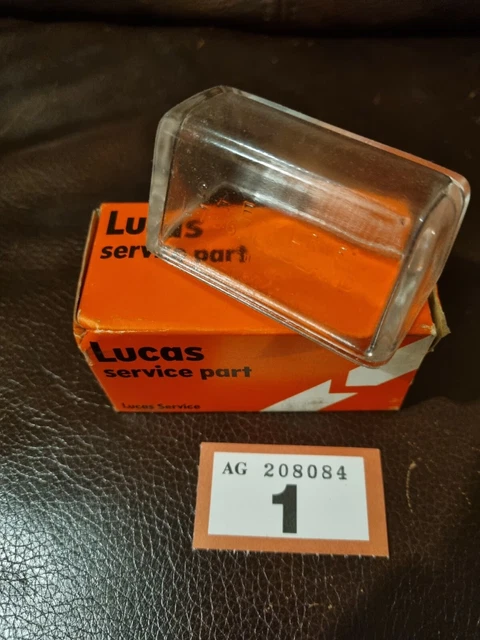 Lucas
service part
Lucas
service part
Lucas Service
AG 208084
1